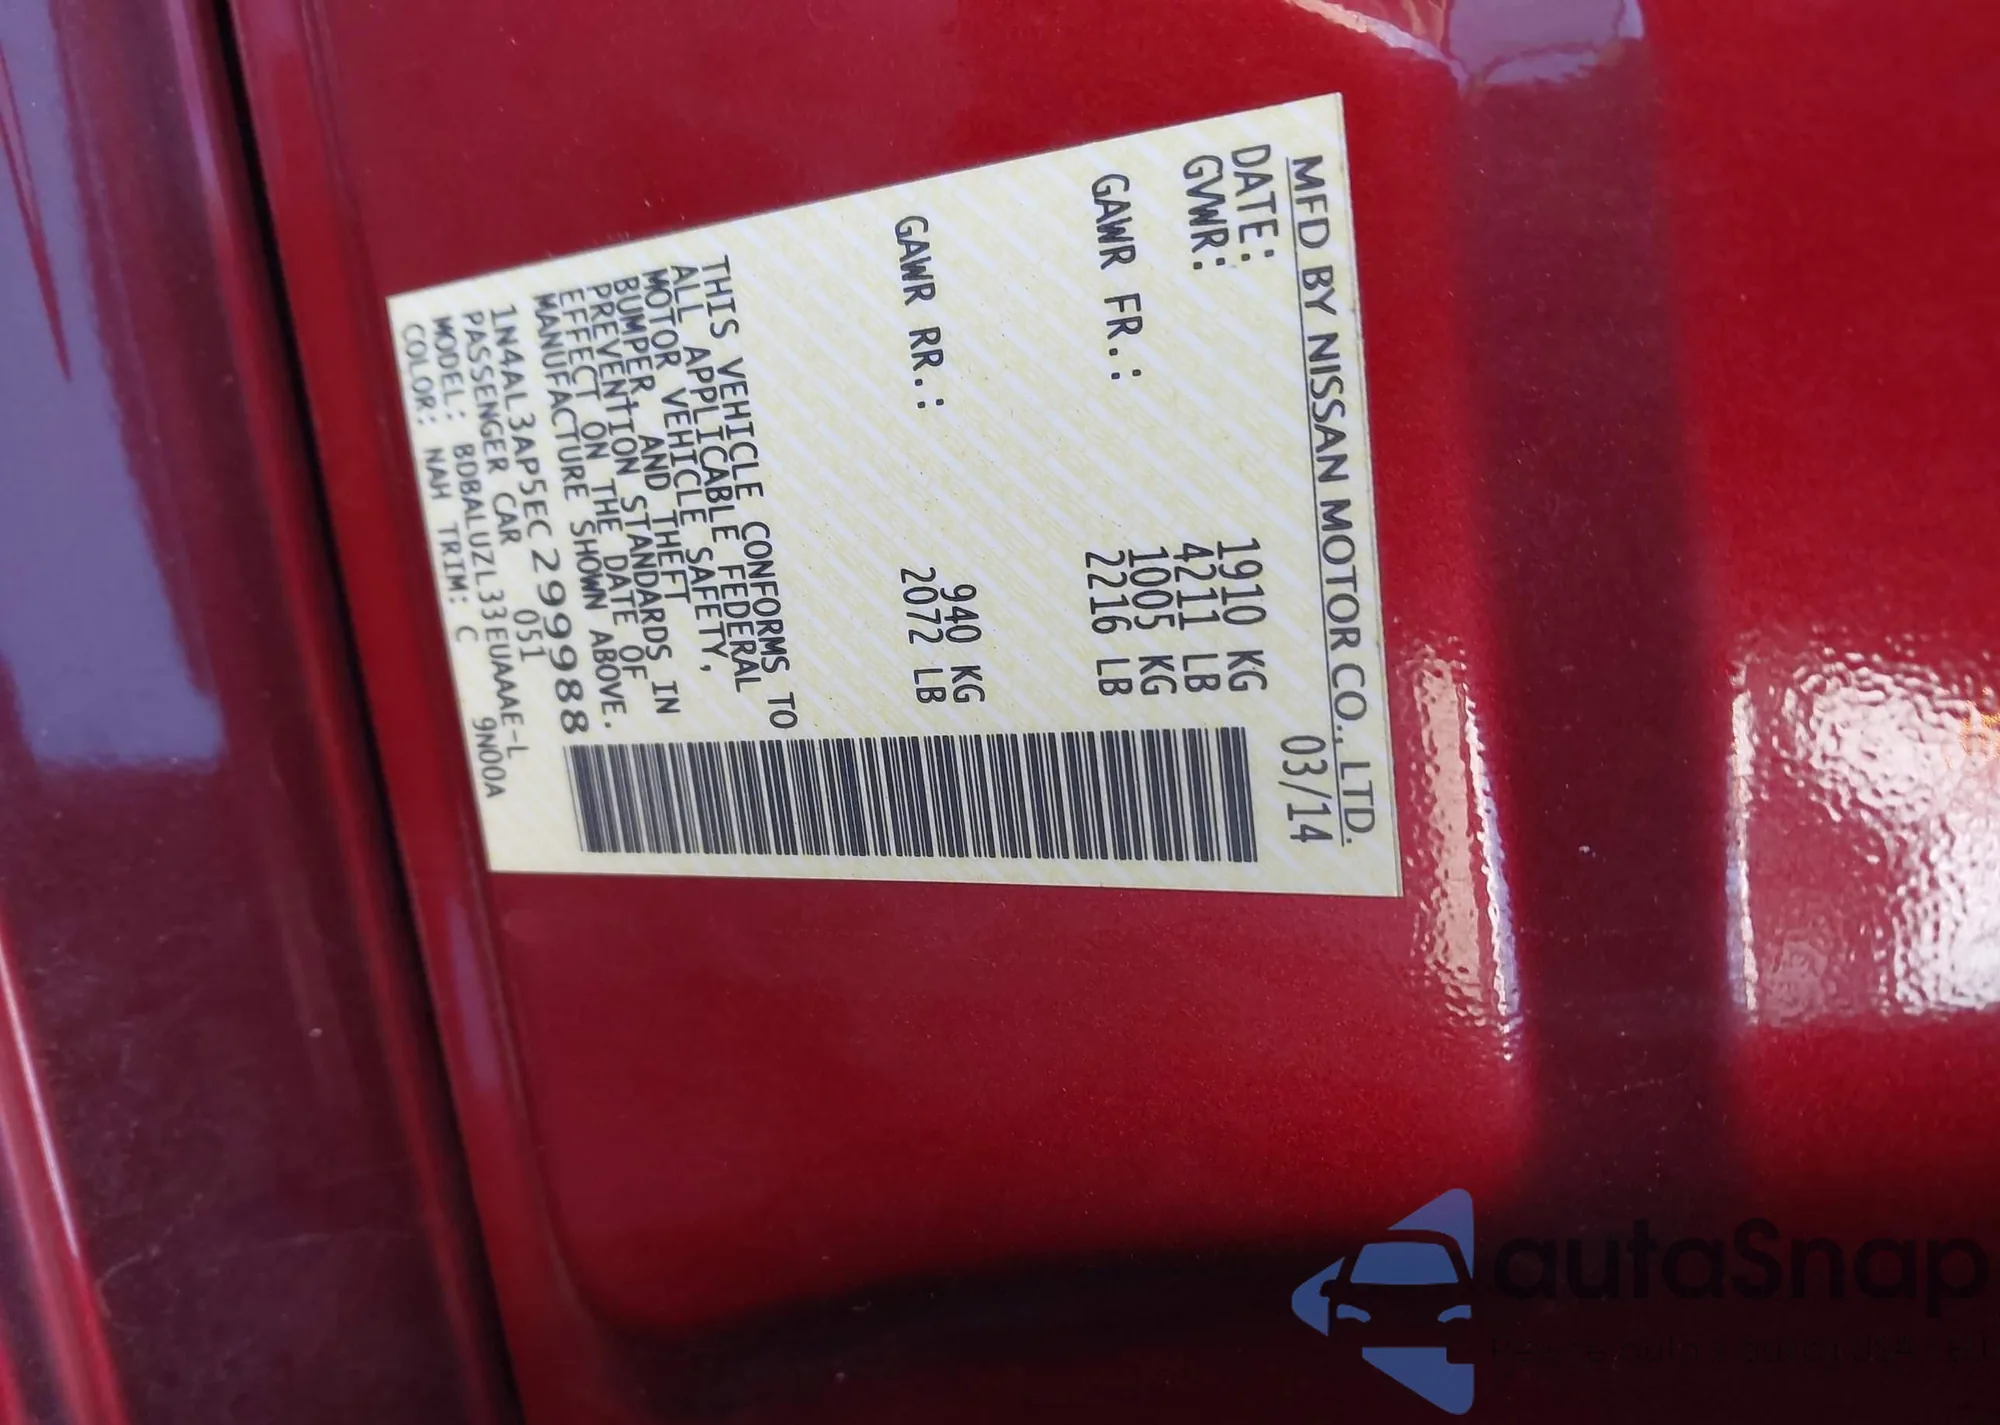 MFD BY NISSAN MOTOR CO., LTD.
DATE: 03/14
GVWR: 1910 KG
4211 LB
GAWR FR.: 1005 KG
2216 LB
GAWR RR.: 940 KG
2072 LB
THIS VEHICLE CONFORMS TO
ALL APPLICABLE FEDERAL
MOTOR VEHICLE SAFETY,
BUMPER, AND THEFT
PREVENTION STANDARDS IN
EFFECT ON THE DATE OF
MANUFACTURE SHOWN ABOVE.
1N4AL3AP5EC299988
PASSENGER CAR 051
MODEL: BDBALUZL33EUAAAE-L
COLOR: NAH TRIM: C 9N00A
autaSnap